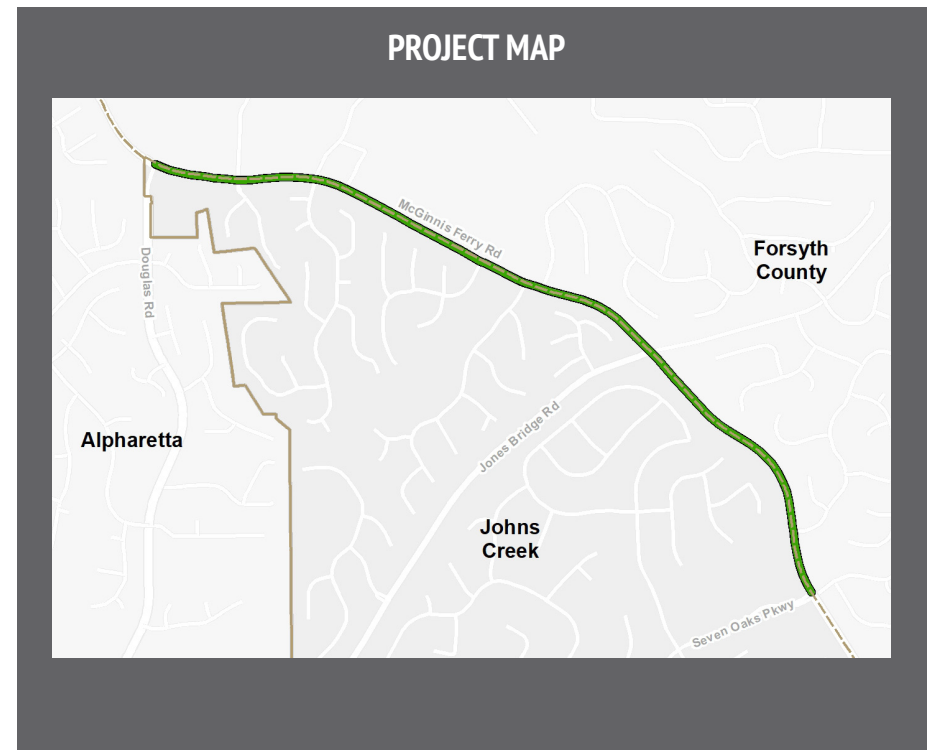 PROJECT MAP
McGinnis Ferry Rd
Forsyth
County
Douglas Rd
Alpharetta
Jones Bridge Rd
Johns
Creek
Seven Oaks Pkwy